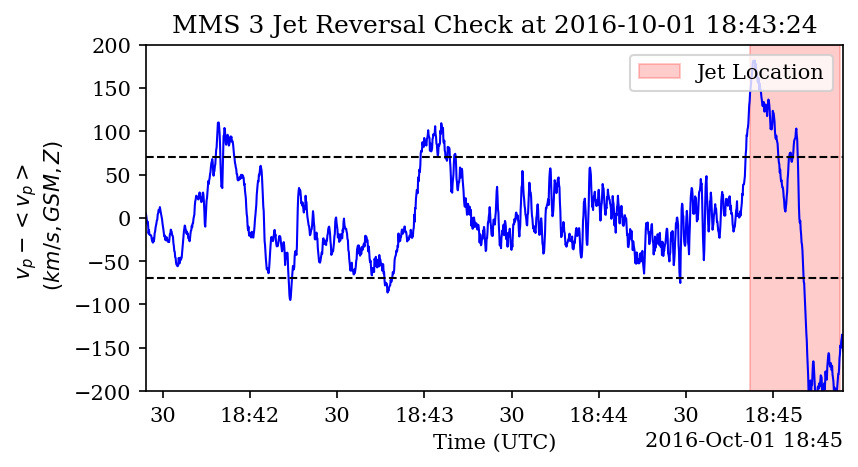 MMS 3 Jet Reversal Check at 2016-10-01 18:43:24
200
150
100
50
0
−50
−100
−150
−200
v_p − < v_p >
(km/s, GSM, Z)
Jet Location
30 18:42 30 18:43 30 18:44 30 18:45
Time (UTC)
2016-Oct-01 18:45